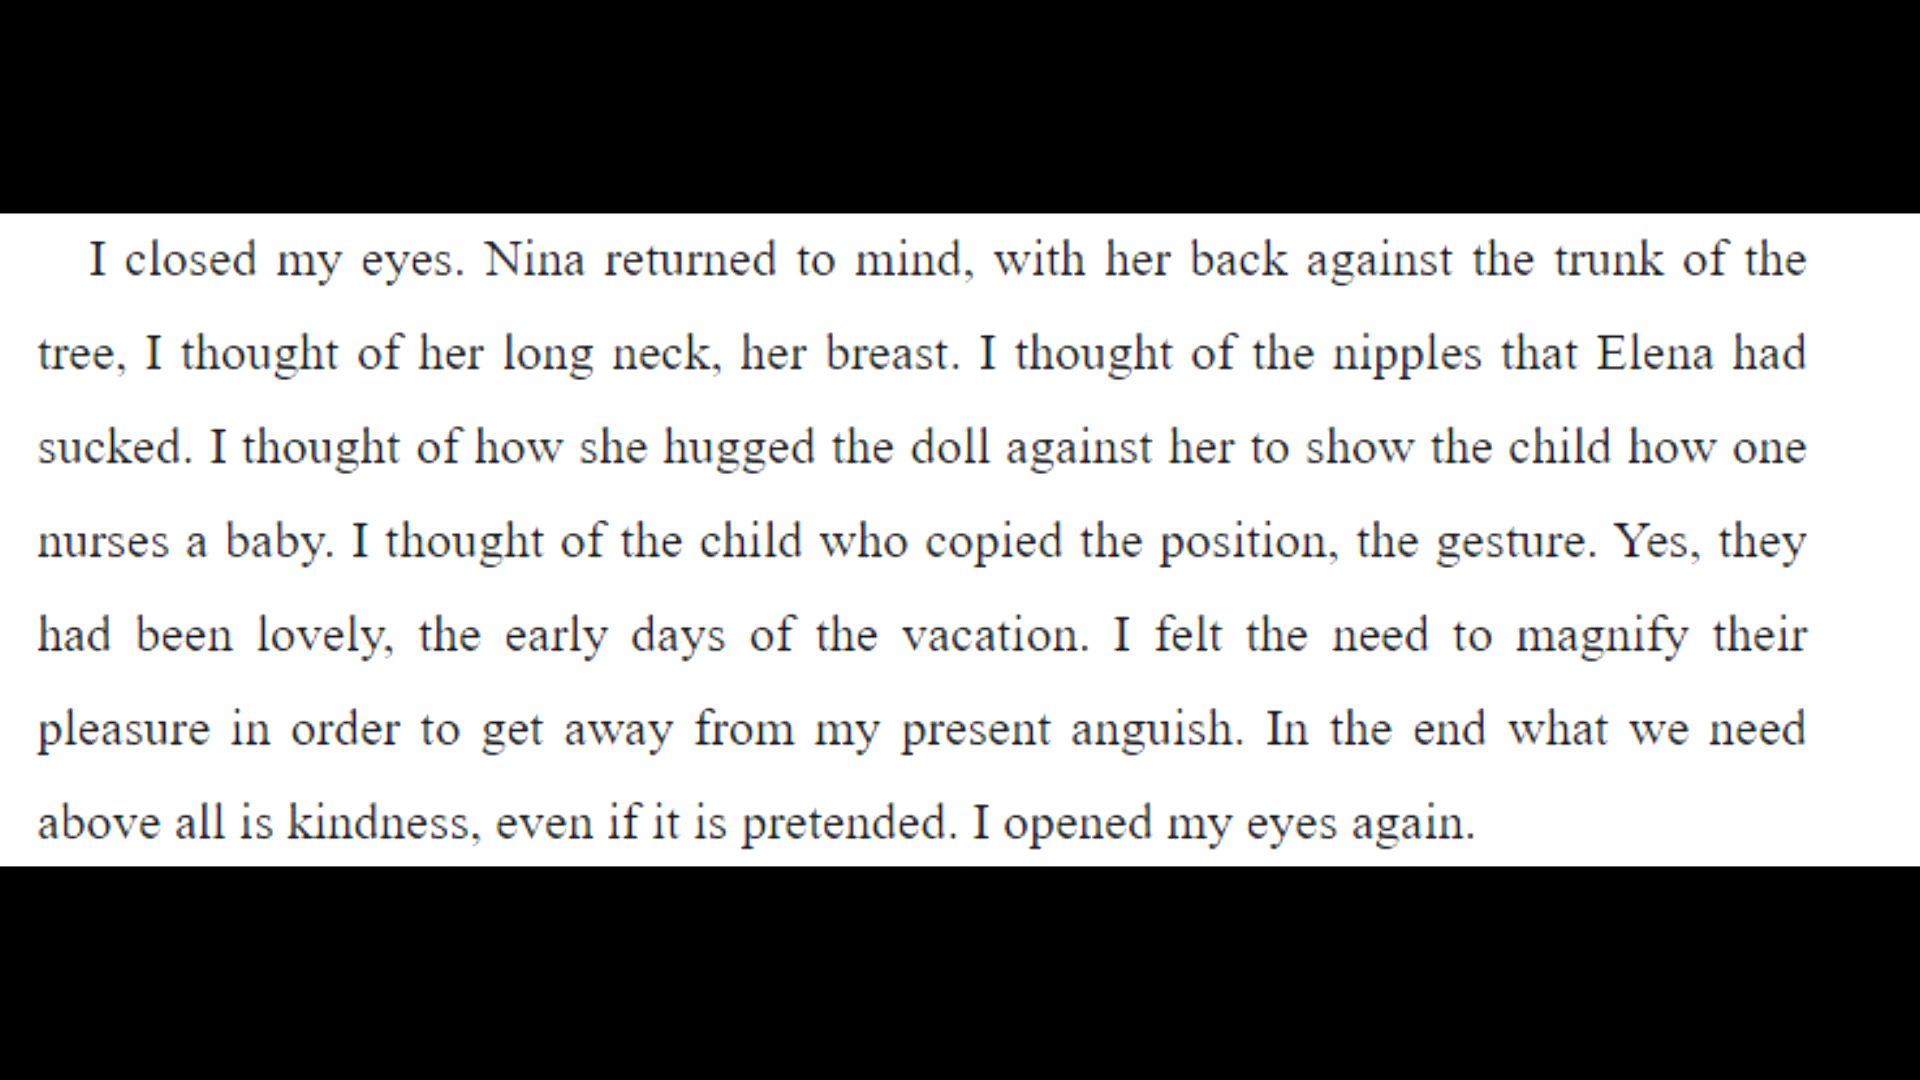 I closed my eyes. Nina returned to mind, with her back against the trunk of the
tree, I thought of her long neck, her breast. I thought of the nipples that Elena had
sucked. I thought of how she hugged the doll against her to show the child how one
nurses a baby. I thought of the child who copied the position, the gesture. Yes, they
had been lovely, the early days of the vacation. I felt the need to magnify their
pleasure in order to get away from my present anguish. In the end what we need
above all is kindness, even if it is pretended. I opened my eyes again.